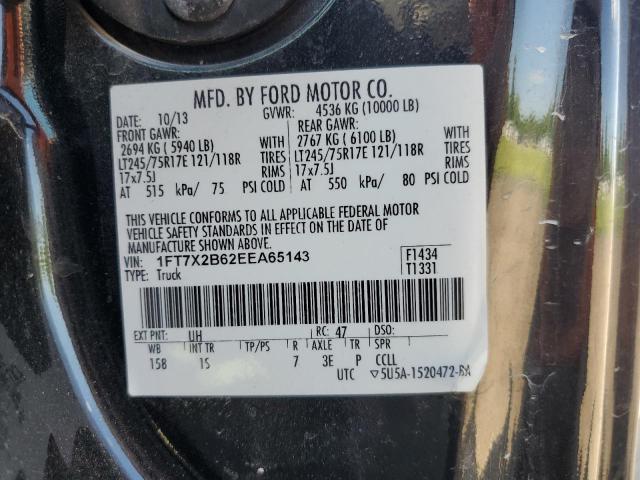 MFD. BY FORD MOTOR CO.
DATE: 10/13 GVWR: 4536 KG (10000 LB)
FRONT GAWR: REAR GAWR:
2694 KG ( 5940 LB) WITH 2767 KG ( 6100 LB) WITH
LT245/75R17E 121/118R TIRES LT245/75R17E 121/118R TIRES
17x7.5J RIMS 17x7.5J RIMS
AT 515 kPa/ 75 PSI COLD AT 550 kPa/ 80 PSI COLD
THIS VEHICLE CONFORMS TO ALL APPLICABLE FEDERAL MOTOR
VEHICLE SAFETY STANDARDS IN EFFECT ON THE DATE OF
MANUFACTURE SHOWN ABOVE.
VIN: 1FT7X2B62EEA65143 F1434
TYPE: Truck T1331
EXT PNT: UH RC: 47 DSO:
WB INT TR TP/PS R AXLE TR SPR
158 1S 7 3E P CCLL
UTC 5U5A-1520472-BA